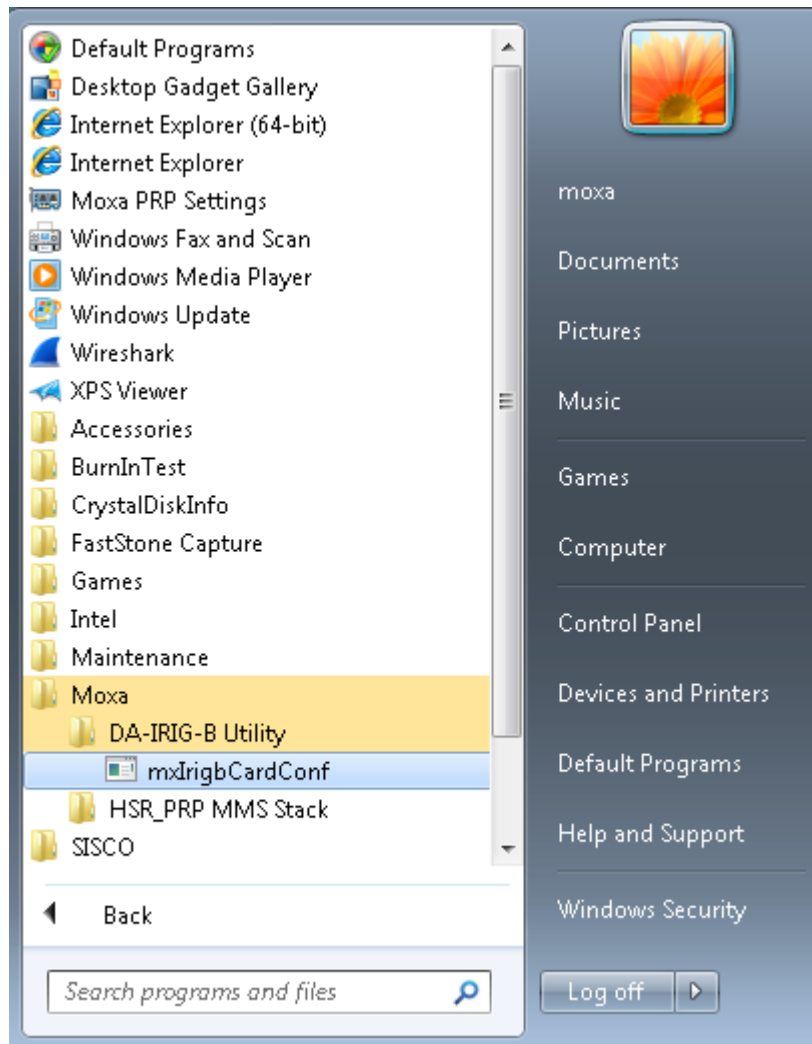 Default Programs
Desktop Gadget Gallery
Internet Explorer (64-bit)
Internet Explorer
Moxa PRP Settings
Windows Fax and Scan
Windows Media Player
Windows Update
Wireshark
XPS Viewer
Accessories
BurnInTest
CrystalDiskInfo
FastStone Capture
Games
Intel
Maintenance
Moxa
DA-IRIG-B Utility
mxIrigbCardConf
HSR_PRP MMS Stack
SISCO
Back
Search programs and files
moxa
Documents
Pictures
Music
Games
Computer
Control Panel
Devices and Printers
Default Programs
Help and Support
Windows Security
Log off